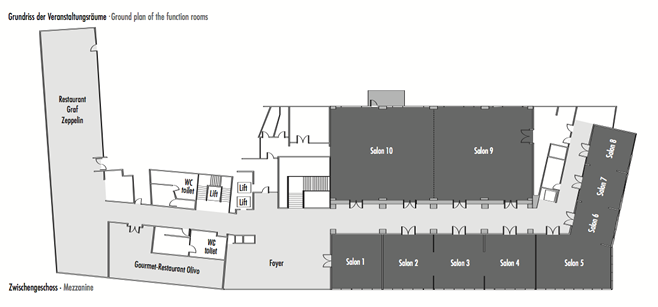 Grundriss der Veranstaltungsräume · Ground plan of the function rooms
Restaurant
Graf
Zeppelin
Salon 10
Salon 9
Salon 8
Salon 7
Salon 6
WC
toilet
Lift
Lift
Lift
WC
toilet
Gourmet-Restaurant Olivo
Foyer
Salon 1
Salon 2
Salon 3
Salon 4
Salon 5
Zwischengeschoss · Mezzanine